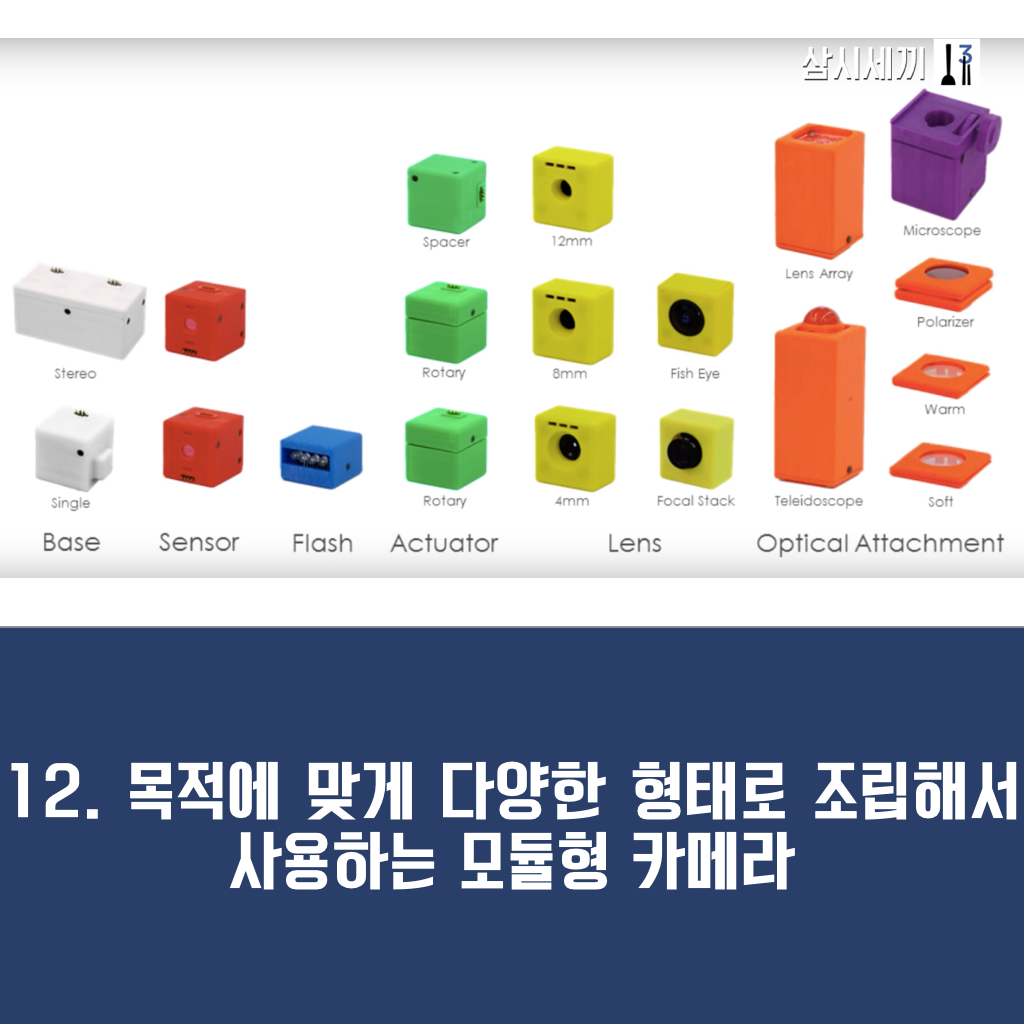 삼시세끼 3
Spacer
12mm
Microscope
Lens Array
Polarizer
Stereo
Rotary
8mm
Fish Eye
Warm
Single
Rotary
4mm
Focal Stack
Teleidoscope
Soft
Base
Sensor
Flash
Actuator
Lens
Optical Attachment
12. 목적에 맞게 다양한 형태로 조립해서
사용하는 모듈형 카메라